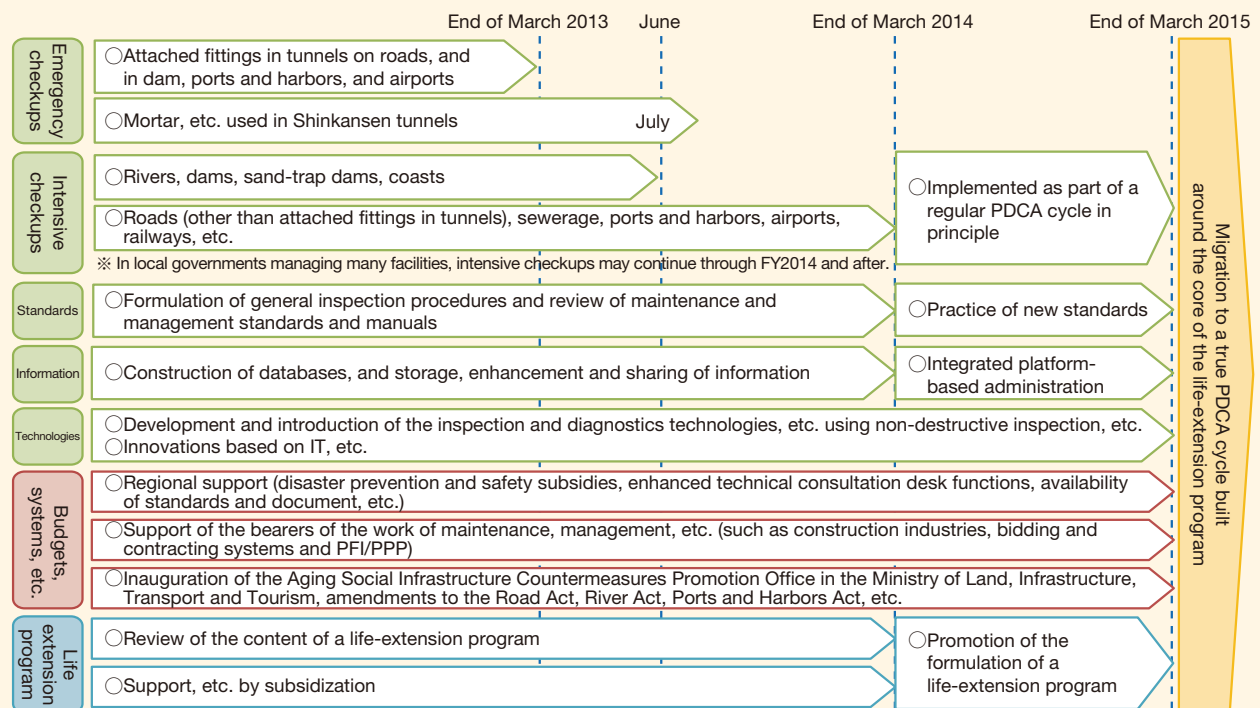 End of March 2013
June
End of March 2014
End of March 2015
Emergency
checkups
○Attached fittings in tunnels on roads, and
in dam, ports and harbors, and airports
○Mortar, etc. used in Shinkansen tunnels
July
Intensive
checkups
○Rivers, dams, sand-trap dams, coasts
○Roads (other than attached fittings in tunnels), sewerage, ports and harbors, airports,
railways, etc.
※ In local governments managing many facilities, intensive checkups may continue through FY2014 and after.
○Implemented as part of a
regular PDCA cycle in
principle
Standards
○Formulation of general inspection procedures and review of maintenance and
management standards and manuals
○Practice of new standards
Information
○Construction of databases, and storage, enhancement and sharing of information
○Integrated platform-
based administration
Technologies
○Development and introduction of the inspection and diagnostics technologies, etc. using non-destructive inspection, etc.
○Innovations based on IT, etc.
Budgets,
systems, etc.
○Regional support (disaster prevention and safety subsidies, enhanced technical consultation desk functions, availability
of standards and document, etc.)
○Support of the bearers of the work of maintenance, management, etc. (such as construction industries, bidding and
contracting systems and PFI/PPP)
○Inauguration of the Aging Social Infrastructure Countermeasures Promotion Office in the Ministry of Land, Infrastructure,
Transport and Tourism, amendments to the Road Act, River Act, Ports and Harbors Act, etc.
Life
extension
program
○Review of the content of a life-extension program
○Support, etc. by subsidization
○Promotion of the
formulation of a
life-extension program
Migration to a true PDCA cycle built
around the core of the life-extension program